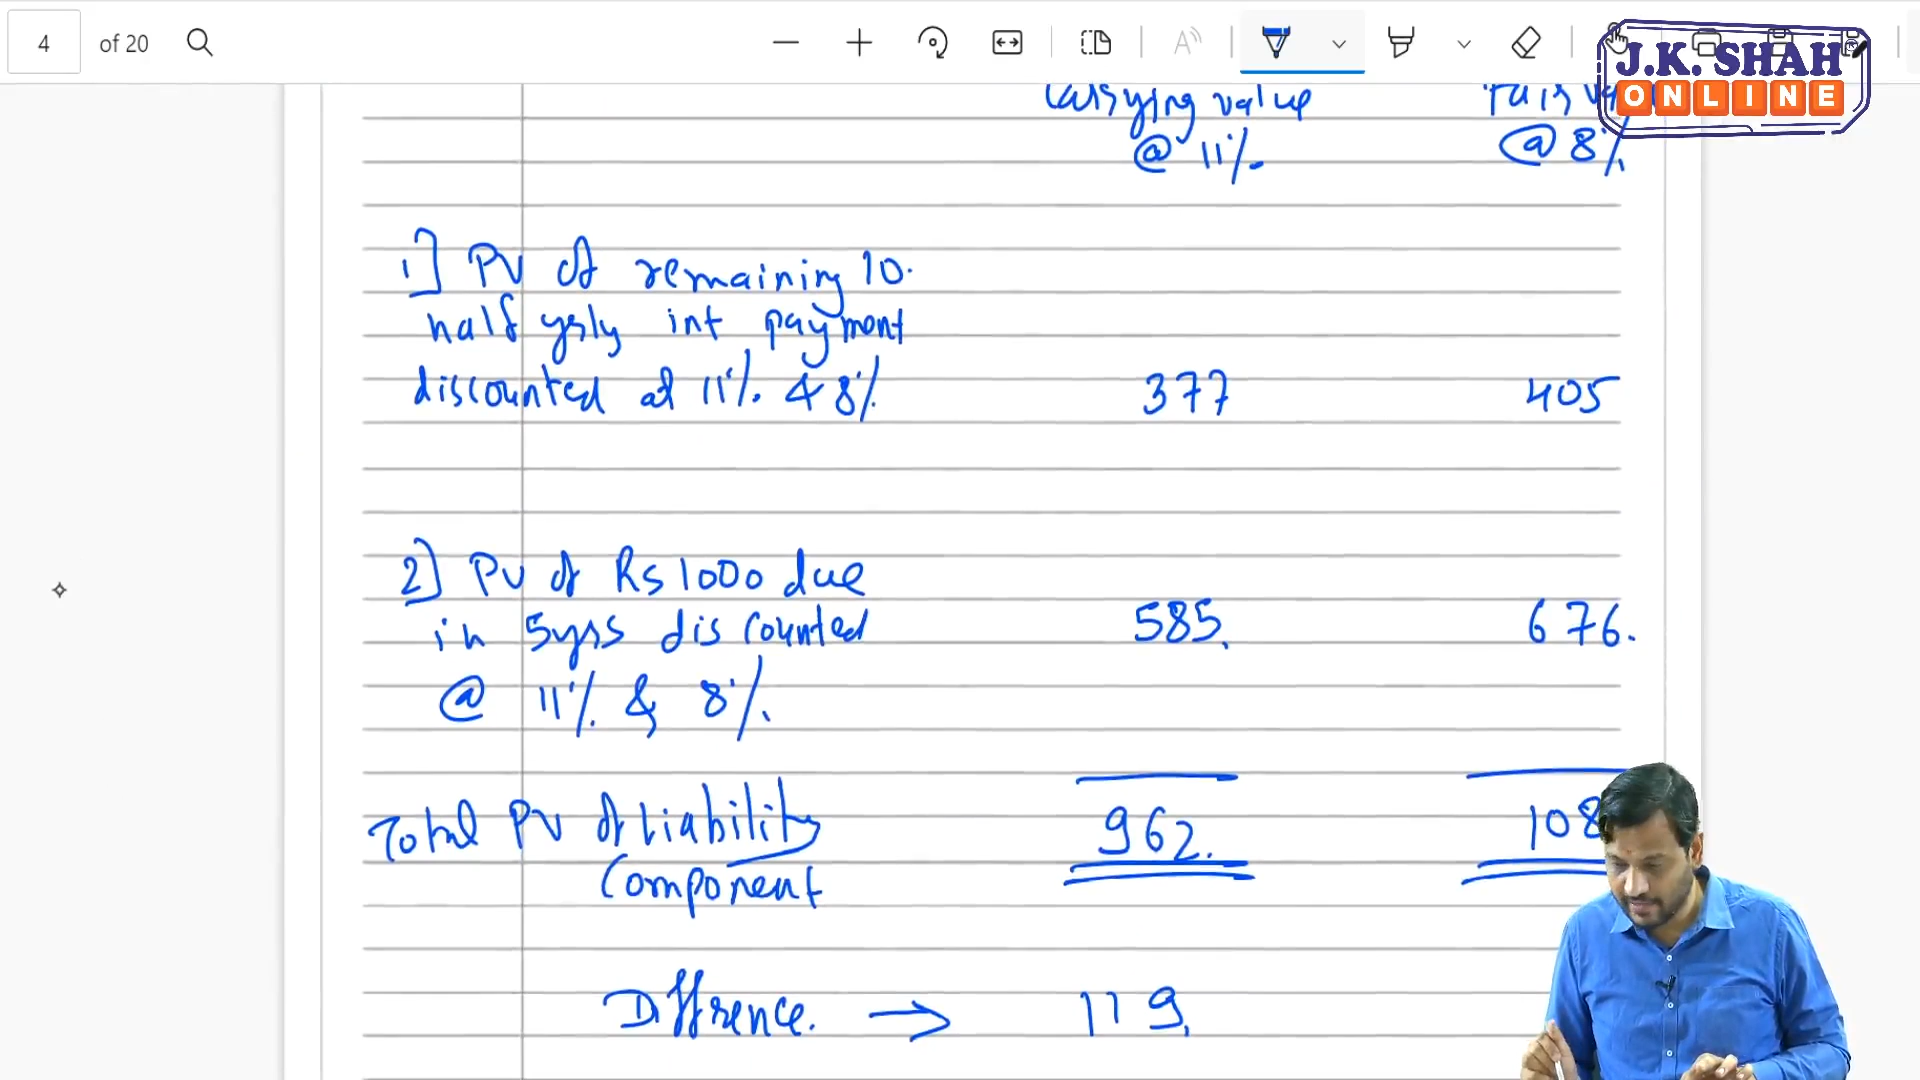 4 of 20
J.K. SHAH
ONLINE
Carrying value
@ 11%.
@ 8%
1] PV of remaining 10.
half yrly int payment
discounted at 11%. & 8% 377 405
2] PV of Rs 1000 due
in 5yrs discounted 585. 676.
@ 11% & 8%.
Total PV of liability 962.
Component
Diffrence. → 119.